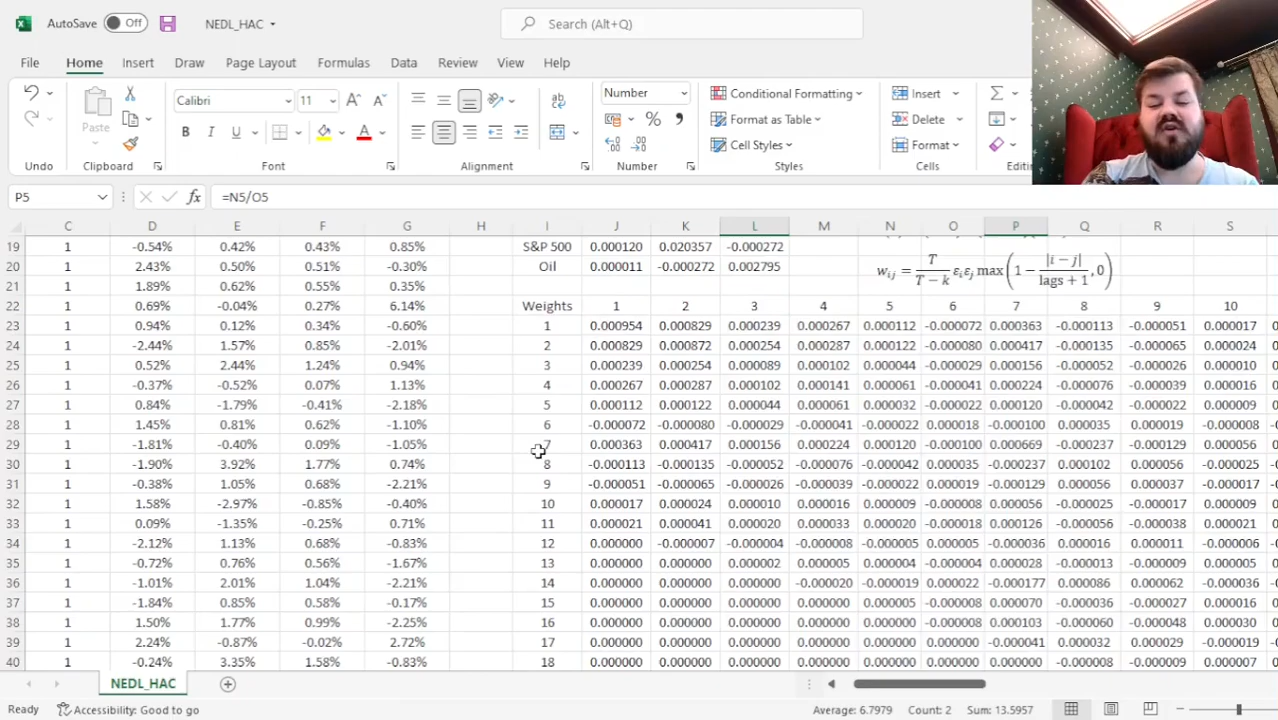 AutoSave Off NEDL_HAC Search (Alt+Q)
File Home Insert Draw Page Layout Formulas Data Review View Help
Calibri 11 A A ab Number Conditional Formatting Insert
Paste B I U A % Format as Table Delete
Cell Styles Format
Undo Clipboard Font Alignment Number Styles Cells Editin
P5 fx =N5/O5
C D E F G H I J K L M N O P Q R S
19 1 -0.54% 0.42% 0.43% 0.85% S&P 500 0.000120 0.020357 -0.000272
20 1 2.43% 0.50% 0.51% -0.30% Oil 0.000011 -0.000272 0.002795
w_ij = T/(T − k) ε_i ε_j max(1 − |i − j|/(lags + 1), 0)
21 1 1.89% 0.62% 0.55% 0.35%
22 1 0.69% -0.04% 0.27% 6.14% Weights 1 2 3 4 5 6 7 8 9 10
23 1 0.94% 0.12% 0.34% -0.60% 1 0.000954 0.000829 0.000239 0.000267 0.000112 -0.000072 0.000363 -0.000113 -0.000051 0.000017
24 1 -2.44% 1.57% 0.85% -2.01% 2 0.000829 0.000872 0.000254 0.000287 0.000122 -0.000080 0.000417 -0.000135 -0.000065 0.000024
25 1 0.52% 2.44% 1.24% 0.94% 3 0.000239 0.000254 0.000089 0.000102 0.000044 -0.000029 0.000156 -0.000052 -0.000026 0.000010
26 1 -0.37% -0.52% 0.07% 1.13% 4 0.000267 0.000287 0.000102 0.000141 0.000061 -0.000041 0.000224 -0.000076 -0.000039 0.000016
27 1 0.84% -1.79% -0.41% -2.18% 5 0.000112 0.000122 0.000044 0.000061 0.000032 -0.000022 0.000120 -0.000042 -0.000022 0.000009
28 1 1.45% 0.81% 0.62% -1.10% 6 -0.000072 -0.000080 -0.000029 -0.000041 -0.000022 0.000018 -0.000100 0.000035 0.000019 -0.000008
29 1 -1.81% -0.40% 0.09% -1.05% 7 0.000363 0.000417 0.000156 0.000224 0.000120 -0.000100 0.000669 -0.000237 -0.000129 0.000056
30 1 -1.90% 3.92% 1.77% 0.74% 8 -0.000113 -0.000135 -0.000052 -0.000076 -0.000042 0.000035 -0.000237 0.000102 0.000056 -0.000025
31 1 -0.38% 1.05% 0.68% -2.21% 9 -0.000051 -0.000065 -0.000026 -0.000039 -0.000022 0.000019 -0.000129 0.000056 0.000037 -0.000017
32 1 1.58% -2.97% -0.85% -0.40% 10 0.000017 0.000024 0.000010 0.000016 0.000009 -0.000008 0.000056 -0.000025 -0.000017 0.000012
33 1 0.09% -1.35% -0.25% 0.71% 11 0.000021 0.000041 0.000020 0.000033 0.000020 -0.000018 0.000126 -0.000056 -0.000038 0.000021
34 1 -2.12% 1.13% 0.68% -0.83% 12 0.000000 -0.000007 -0.000004 -0.000008 -0.000005 0.000005 -0.000036 0.000016 0.000011 -0.000006
35 1 -0.72% 0.76% 0.56% -1.67% 13 0.000000 0.000000 0.000002 0.000005 0.000004 -0.000004 0.000028 -0.000013 -0.000009 0.000005
36 1 -1.01% 2.01% 1.04% -2.21% 14 0.000000 0.000000 0.000000 -0.000020 -0.000019 0.000022 -0.000177 0.000086 0.000062 -0.000036
37 1 -1.84% 0.85% 0.58% -0.17% 15 0.000000 0.000000 0.000000 0.000000 0.000005 -0.000008 0.000070 -0.000036 -0.000027 0.000016
38 1 1.50% 1.77% 0.99% -2.25% 16 0.000000 0.000000 0.000000 0.000000 0.000000 -0.000008 0.000103 -0.000060 -0.000048 0.000030
39 1 2.24% -0.87% -0.02% 2.72% 17 0.000000 0.000000 0.000000 0.000000 0.000000 0.000000 -0.000041 0.000032 0.000029 -0.000019
40 1 -0.24% 3.35% 1.58% -0.83% 18 0.000000 0.000000 0.000000 0.000000 0.000000 0.000000 0.000000 -0.000008 -0.000009 0.000007
NEDL_HAC
Ready Accessibility: Good to go Average: 6.7979 Count: 2 Sum: 13.5957